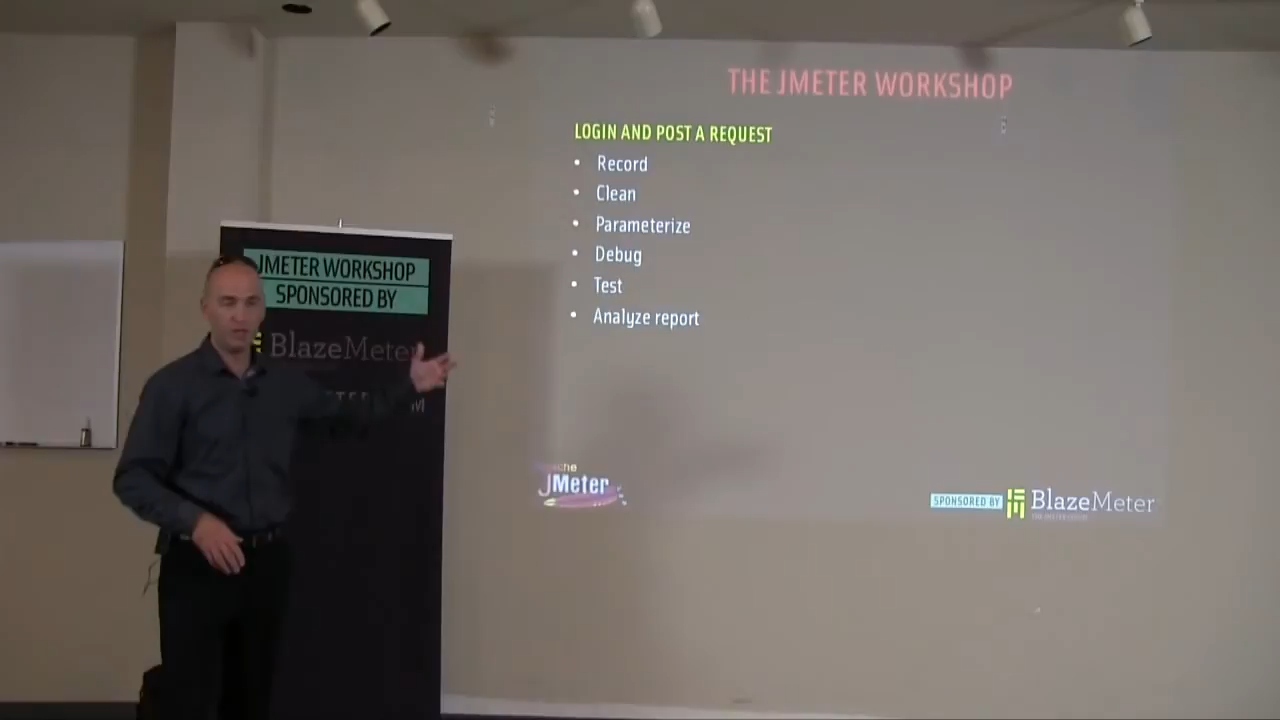 THE JMETER WORKSHOP
LOGIN AND POST A REQUEST
• Record
• Clean
• Parameterize
• Debug
• Test
• Analyze report
JMETER WORKSHOP
SPONSORED BY
BlazeMeter
JMeter
SPONSORED BY
BlazeMeter